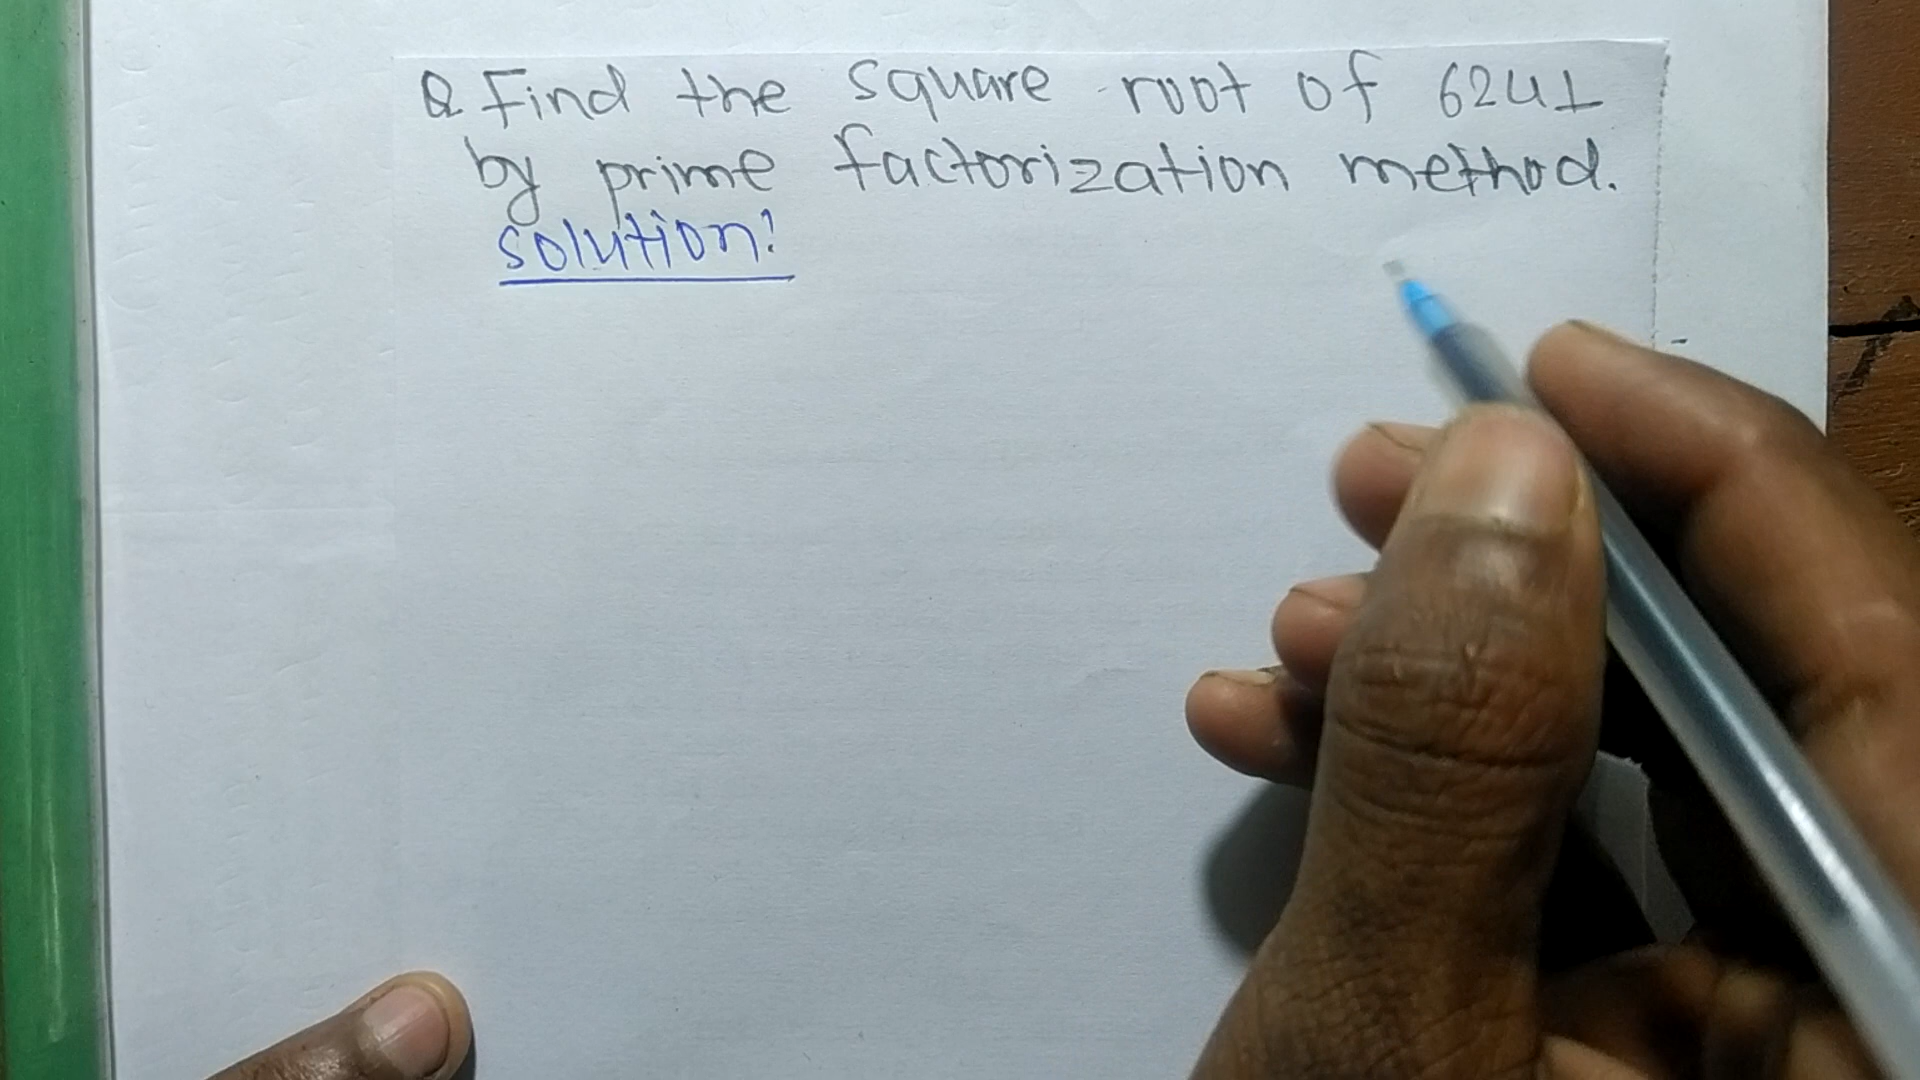 Q Find the square root of 6241
by prime factorization method.
solution: